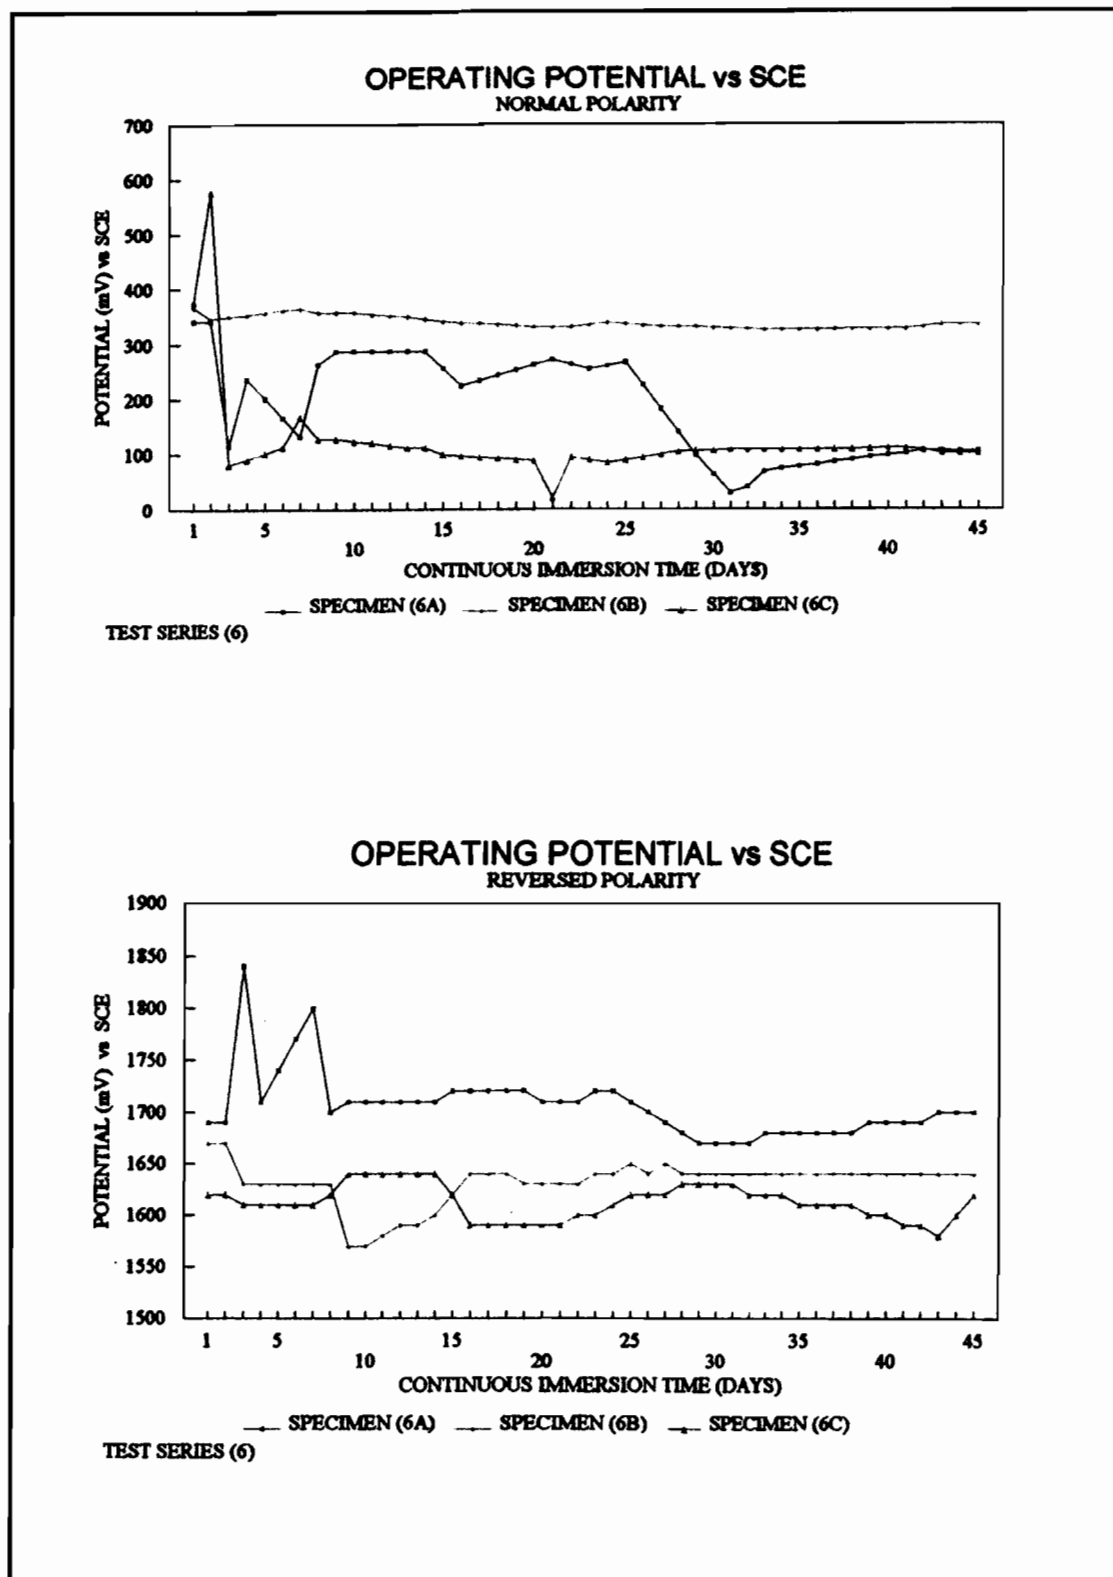 OPERATING POTENTIAL vs SCE
NORMAL POLARITY
700
600
500
400
300
200
100
0
POTENTIAL (mV) vs SCE
1 5 15 25 35 45
10 20 30 40
CONTINUOUS IMMERSION TIME (DAYS)
SPECIMEN (6A) SPECIMEN (6B) SPECIMEN (6C)
TEST SERIES (6)
OPERATING POTENTIAL vs SCE
REVERSED POLARITY
1900
1850
1800
1750
1700
1650
1600
1550
1500
POTENTIAL (mV) vs SCE
1 5 15 25 35 45
10 20 30 40
CONTINUOUS IMMERSION TIME (DAYS)
SPECIMEN (6A) SPECIMEN (6B) SPECIMEN (6C)
TEST SERIES (6)